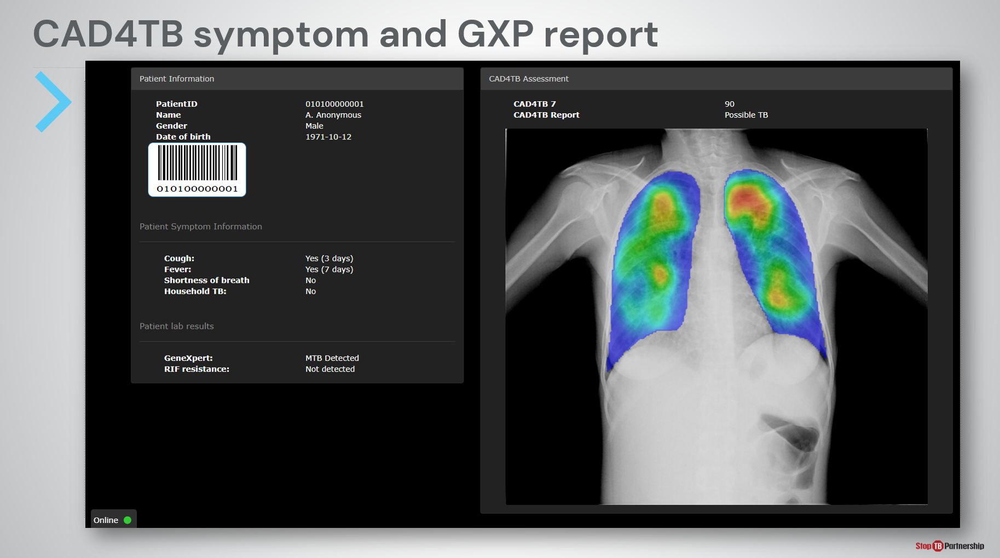 CAD4TB symptom and GXP report
Patient Information
PatientID 010100000001
Name A. Anonymous
Gender Male
Date of birth 1971-10-12
010100000001
Patient Symptom Information
Cough: Yes (3 days)
Fever: Yes (7 days)
Shortness of breath No
Household TB: No
Patient lab results
GeneXpert: MTB Detected
RIF resistance: Not detected
Online
CAD4TB Assessment
CAD4TB 7 90
CAD4TB Report Possible TB
Stop TB Partnership